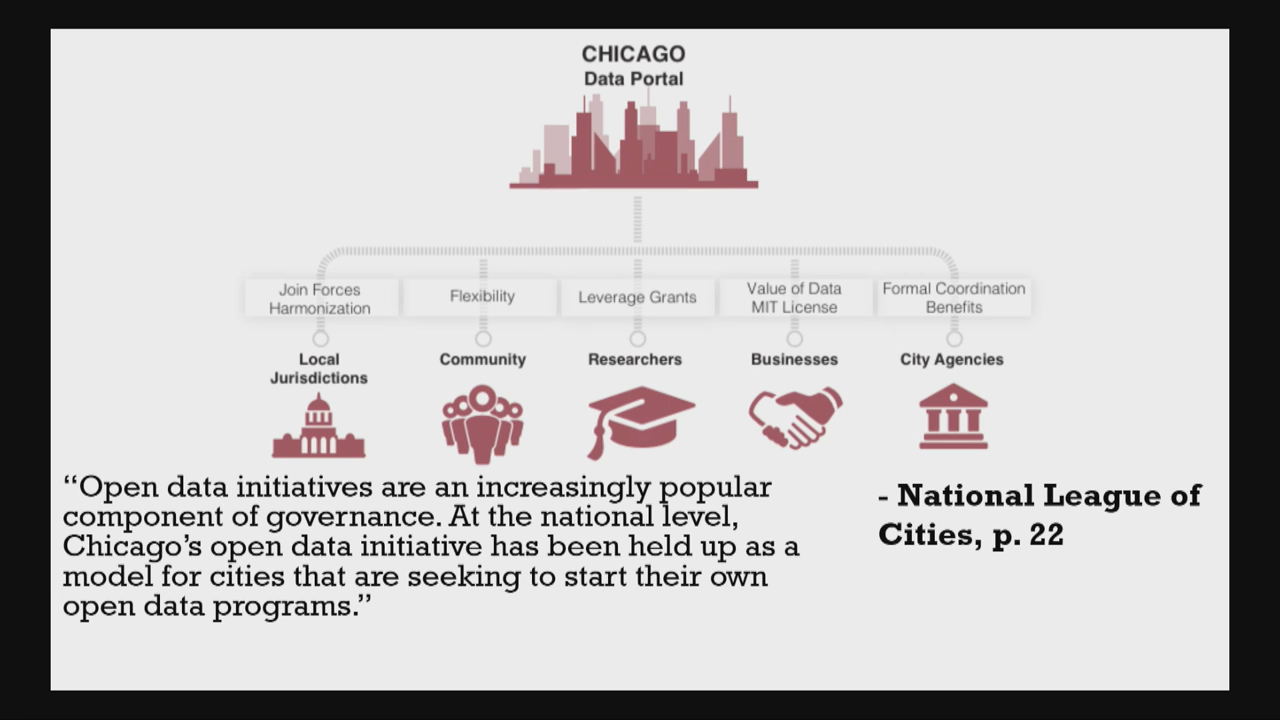 CHICAGO
Data Portal
Join Forces
Harmonization
Flexibility
Leverage Grants
Value of Data
MIT License
Formal Coordination
Benefits
Local
Jurisdictions
Community
Researchers
Businesses
City Agencies
“Open data initiatives are an increasingly popular
component of governance. At the national level,
Chicago’s open data initiative has been held up as a
model for cities that are seeking to start their own
open data programs.”
- National League of
Cities, p. 22